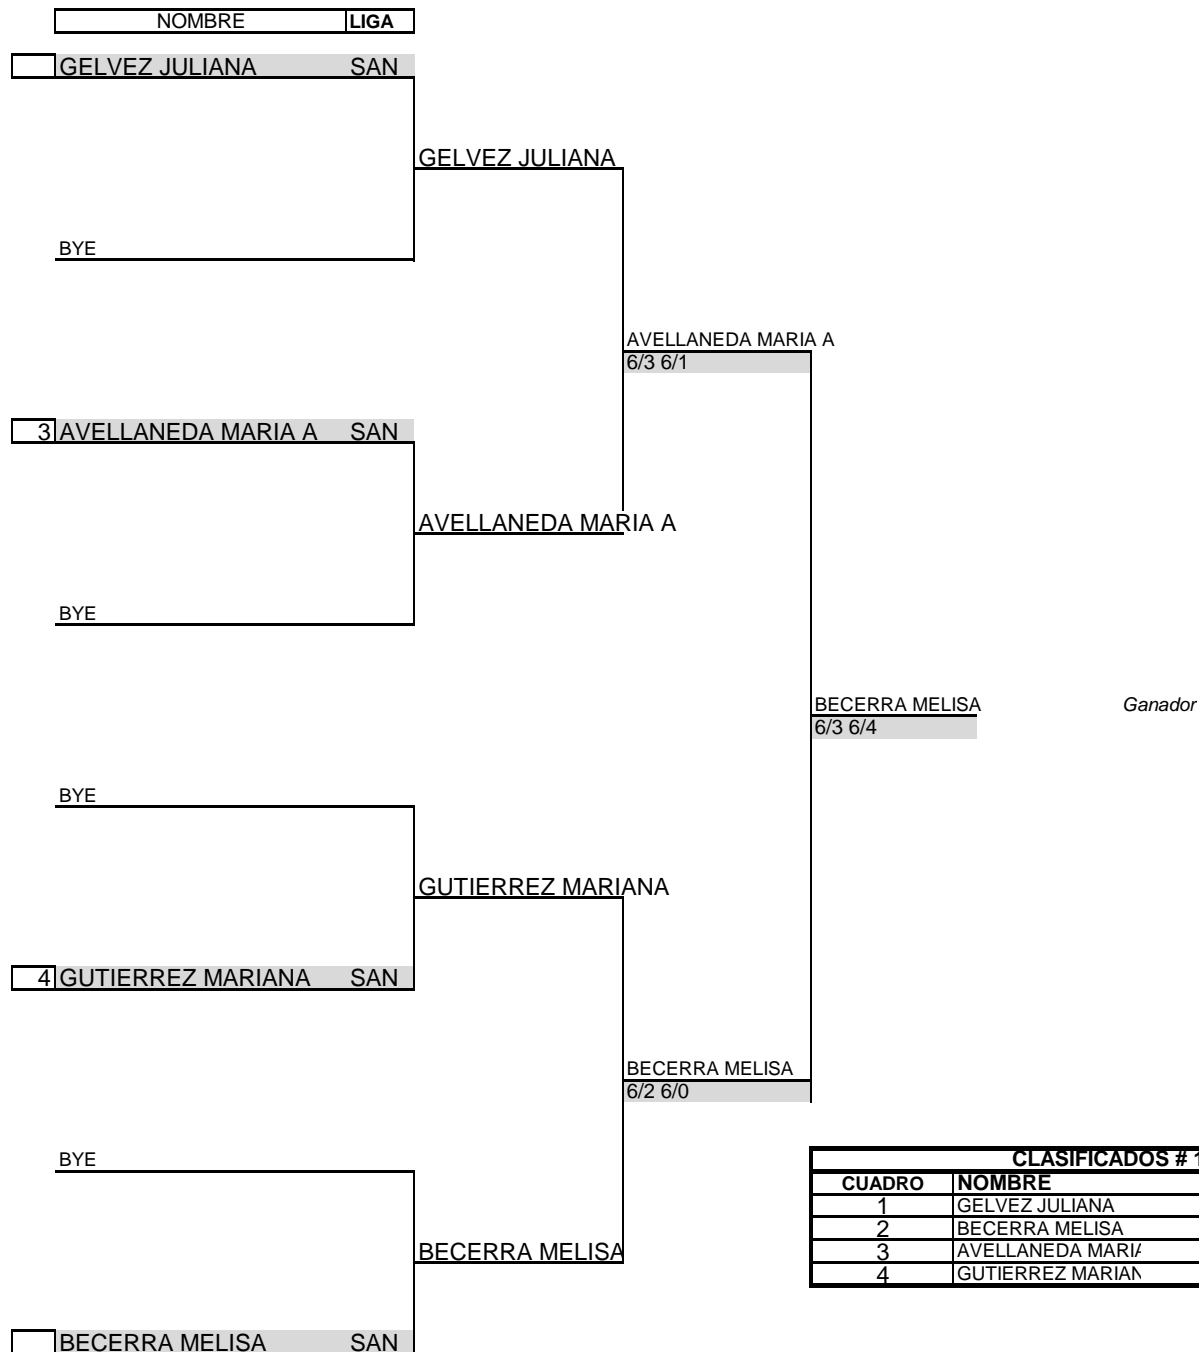 NOMBRE LIGA
GELVEZ JULIANA SAN
GELVEZ JULIANA
BYE
AVELLANEDA MARIA A
6/3 6/1
3 AVELLANEDA MARIA A SAN
AVELLANEDA MARIA A
BYE
BECERRA MELISA Ganador
6/3 6/4
BYE
GUTIERREZ MARIANA
4 GUTIERREZ MARIANA SAN
BECERRA MELISA
6/2 6/0
BYE
CLASIFICADOS # 1
CUADRO NOMBRE
1 GELVEZ JULIANA
2 BECERRA MELISA
3 AVELLANEDA MARIA
4 GUTIERREZ MARIAN
BECERRA MELISA
BECERRA MELISA SAN